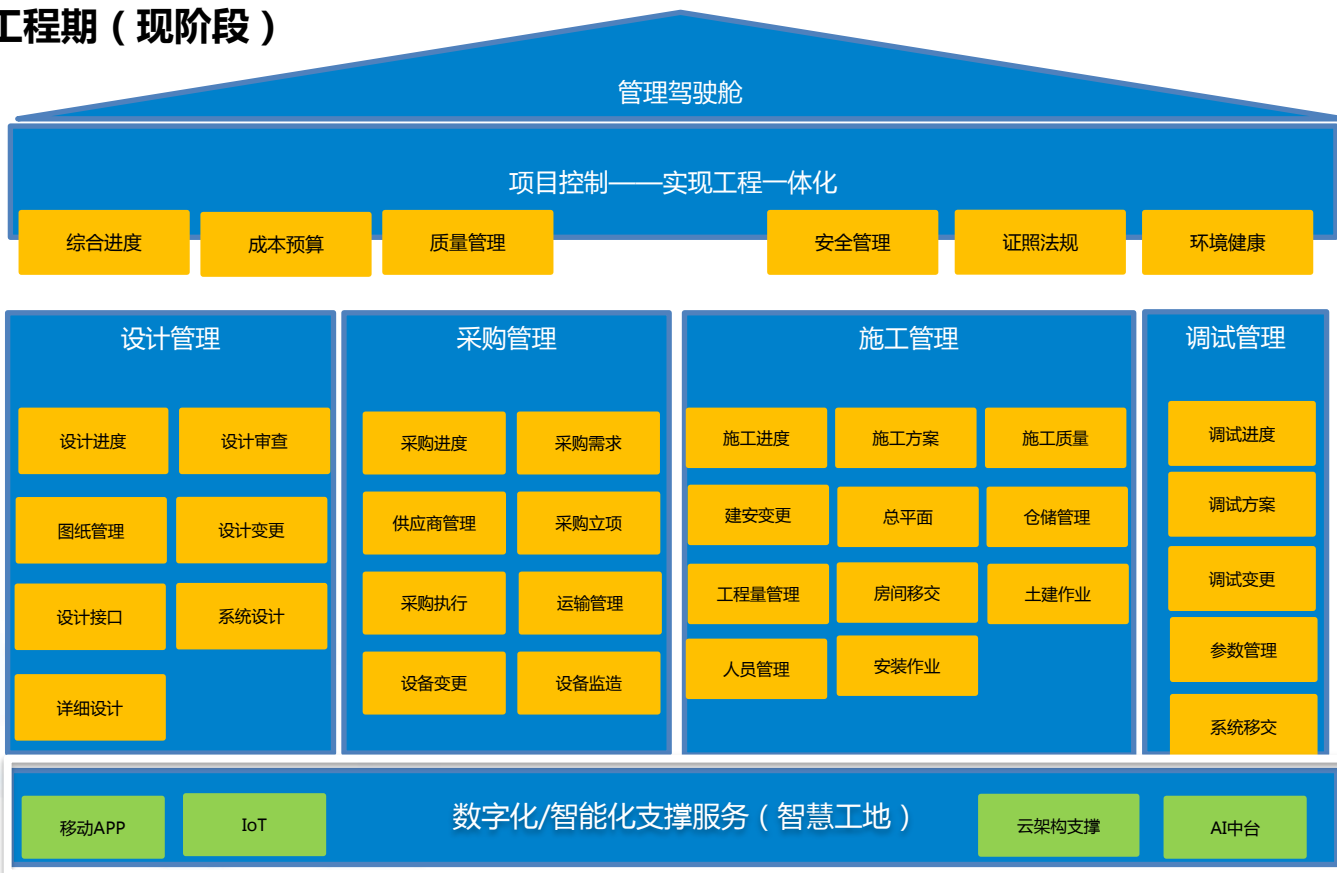 工程期（现阶段）
管理驾驶舱
项目控制——实现工程一体化
综合进度
成本预算
质量管理
安全管理
证照法规
环境健康
设计管理
设计进度
设计审查
图纸管理
设计变更
设计接口
系统设计
详细设计
采购管理
采购进度
采购需求
供应商管理
采购立项
采购执行
运输管理
设备变更
设备监造
施工管理
施工进度
施工方案
施工质量
建安变更
总平面
仓储管理
工程量管理
房间移交
土建作业
人员管理
安装作业
调试管理
调试进度
调试方案
调试变更
参数管理
系统移交
移动APP
IoT
数字化/智能化支撑服务（智慧工地）
云架构支撑
AI中台